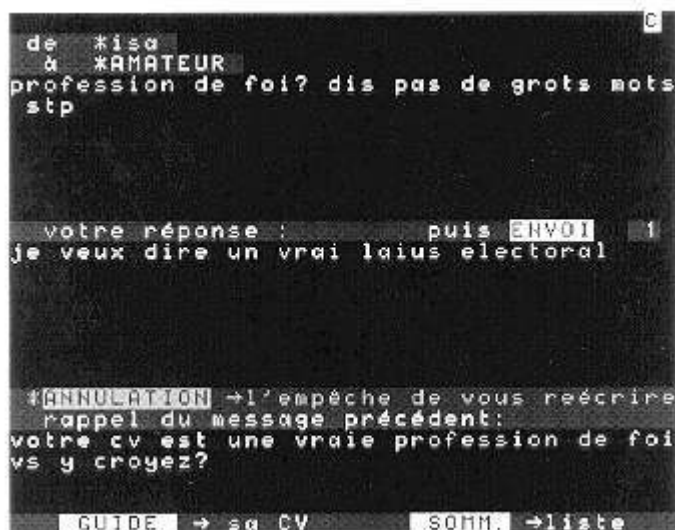 C
de *isa
à *AMATEUR
profession de foi? dis pas de grots mots
stp
votre réponse : puis ENVOI 1
je veux dire un vrai laius electoral
*ANNULATION →l'empêche de vous reécrire
rappel du message précédent:
votre cv est une vraie profession de foi
vs y croyez?
GUIDE → sa CV SOMM. →liste